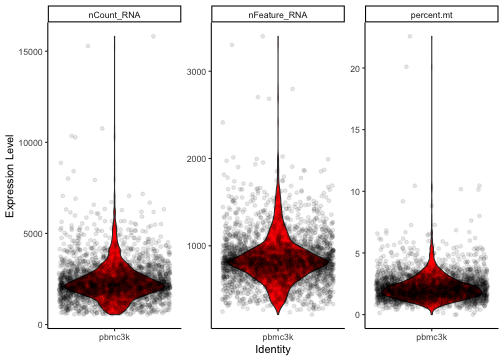 nCount_RNA
nFeature_RNA
percent.mt
Expression Level
15000
10000
5000
0
3000
2000
1000
20
15
10
5
0
pbmc3k
pbmc3k
pbmc3k
Identity